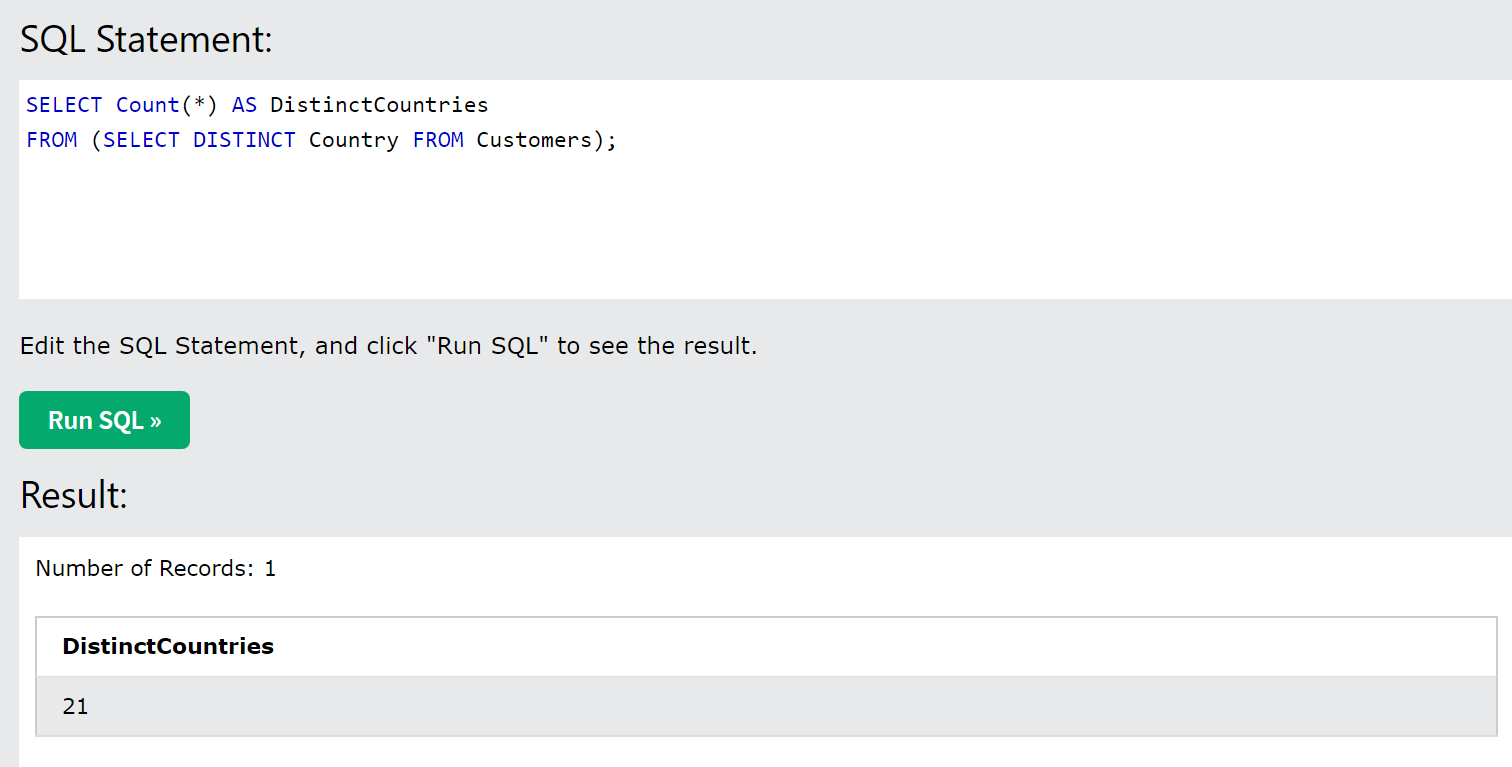 SQL Statement:
SELECT Count(*) AS DistinctCountries
FROM (SELECT DISTINCT Country FROM Customers);
Edit the SQL Statement, and click "Run SQL" to see the result.
Run SQL »
Result:
Number of Records: 1
DistinctCountries
21